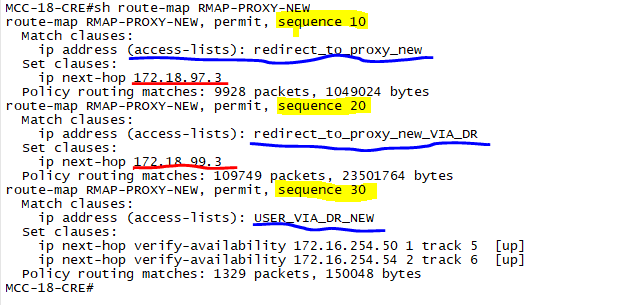 MCC-18-CRE#sh route-map RMAP-PROXY-NEW
route-map RMAP-PROXY-NEW, permit, sequence 10
  Match clauses:
    ip address (access-lists): redirect_to_proxy_new
  Set clauses:
    ip next-hop 172.18.97.3
  Policy routing matches: 9928 packets, 1049024 bytes
route-map RMAP-PROXY-NEW, permit, sequence 20
  Match clauses:
    ip address (access-lists): redirect_to_proxy_new_VIA_DR
  Set clauses:
    ip next-hop 172.18.99.3
  Policy routing matches: 109749 packets, 23501764 bytes
route-map RMAP-PROXY-NEW, permit, sequence 30
  Match clauses:
    ip address (access-lists): USER_VIA_DR_NEW
  Set clauses:
    ip next-hop verify-availability 172.16.254.50 1 track 5  [up]
    ip next-hop verify-availability 172.16.254.54 2 track 6  [up]
  Policy routing matches: 1329 packets, 150048 bytes
MCC-18-CRE#